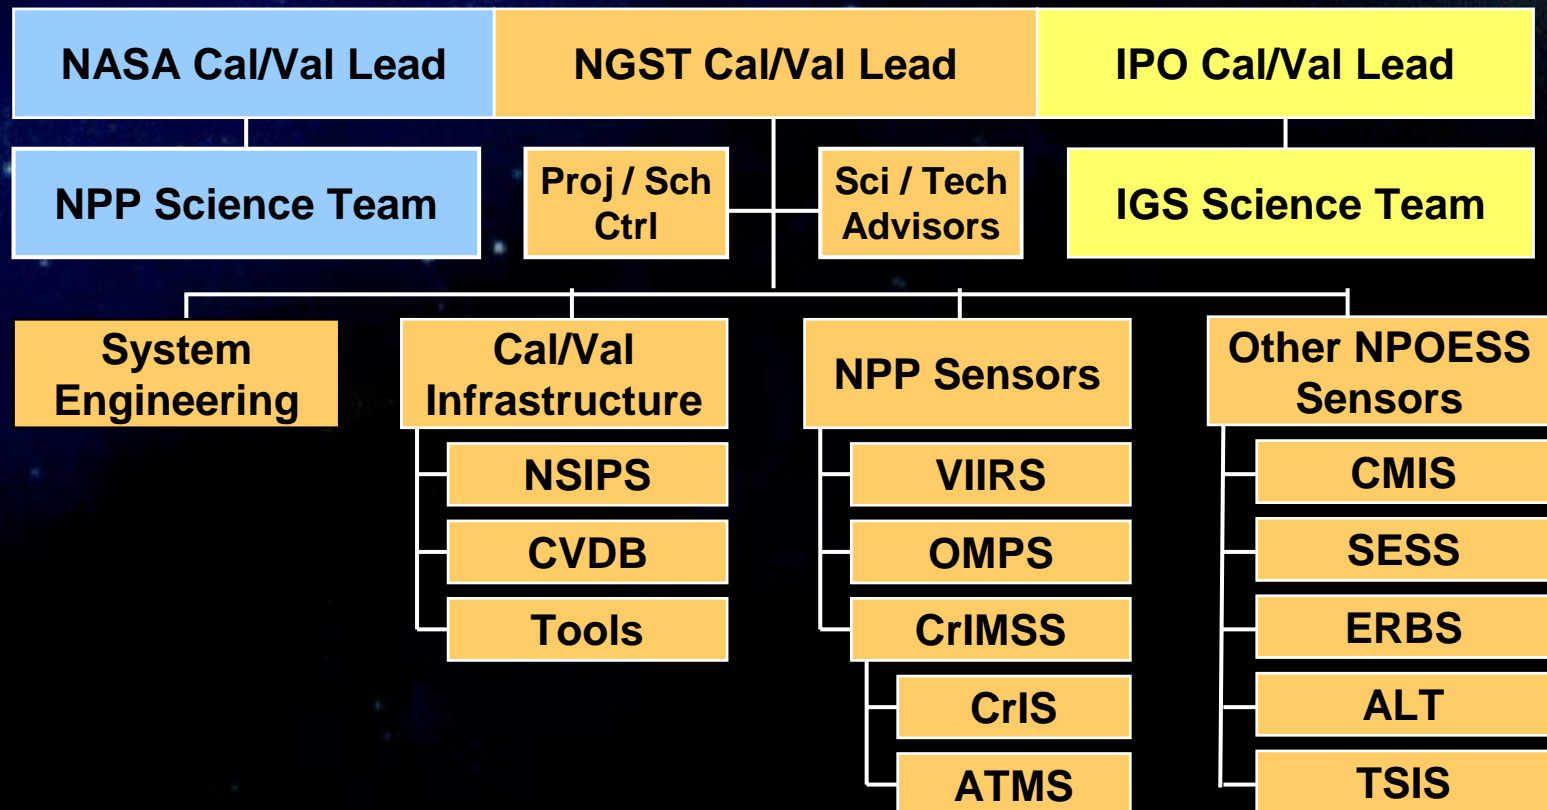 NASA Cal/Val Lead
NGST Cal/Val Lead
IPO Cal/Val Lead
NPP Science Team
Proj / Sch
Ctrl
Sci / Tech
Advisors
IGS Science Team
System
Engineering
Cal/Val
Infrastructure
NSIPS
CVDB
Tools
NPP Sensors
VIIRS
OMPS
CrIMSS
CrIS
ATMS
Other NPOESS
Sensors
CMIS
SESS
ERBS
ALT
TSIS